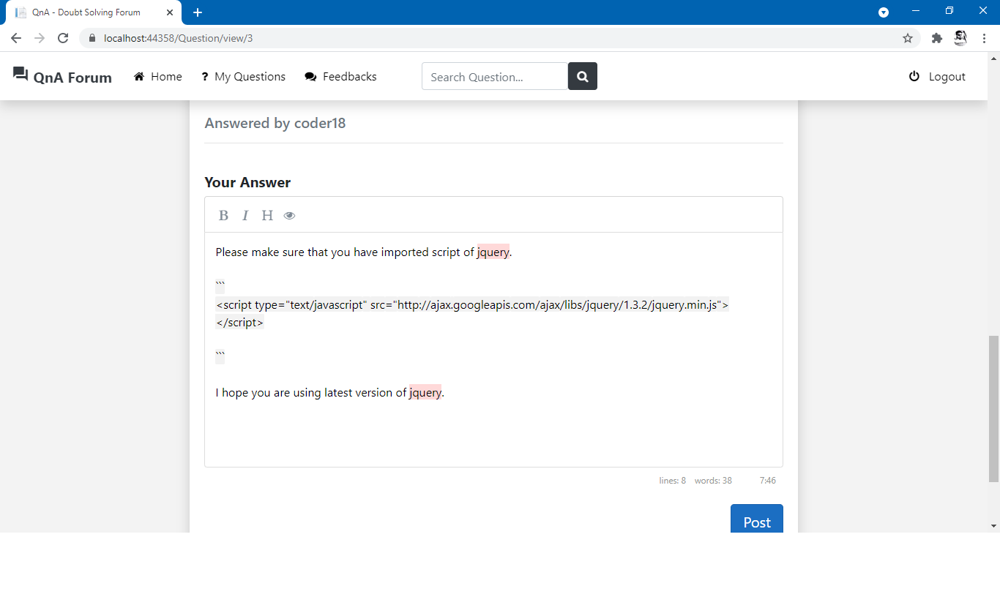 QnA - Doubt Solving Forum
localhost:44358/Question/view/3
QnA Forum Home ? My Questions Feedbacks Search Question... Logout
Answered by coder18
Your Answer
B I H
Please make sure that you have imported script of jquery.
```
<script type="text/javascript" src="http://ajax.googleapis.com/ajax/libs/jquery/1.3.2/jquery.min.js">
</script>
```
I hope you are using latest version of jquery.
lines: 8 words: 38 7:46
Post